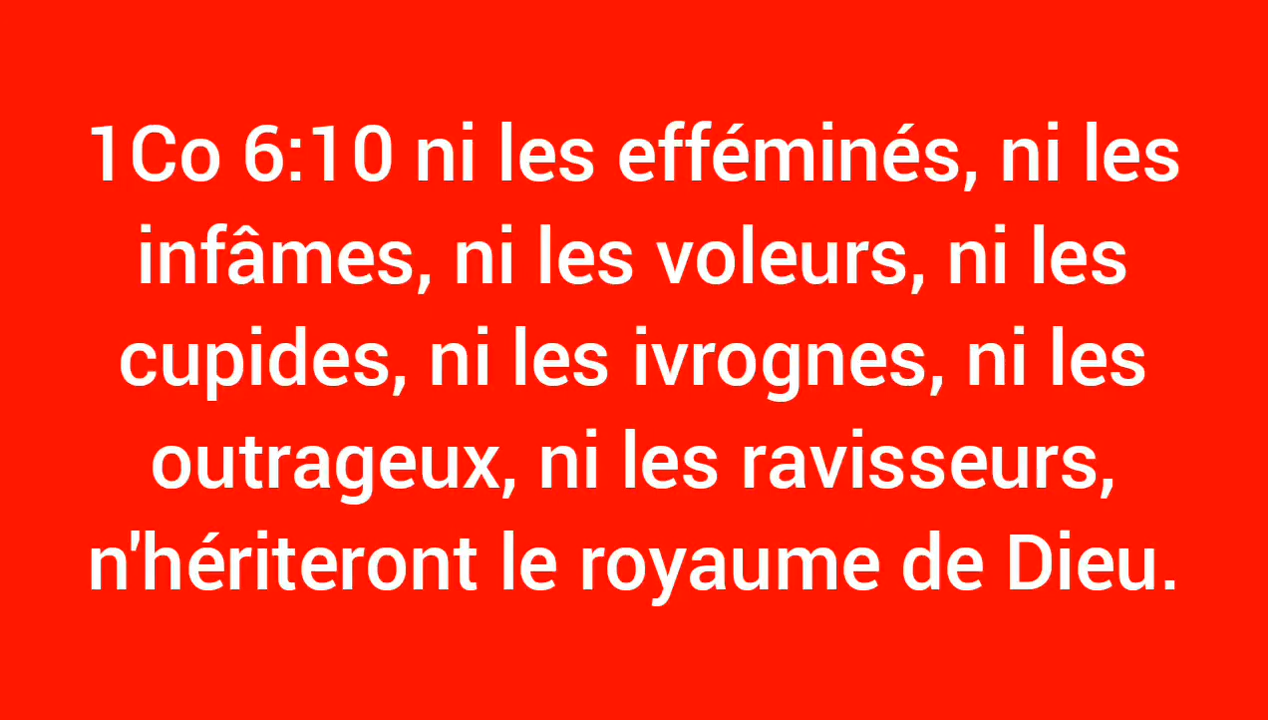 1Co 6:10 ni les efféminés, ni les
infâmes, ni les voleurs, ni les
cupides, ni les ivrognes, ni les
outrageux, ni les ravisseurs,
n'hériteront le royaume de Dieu.